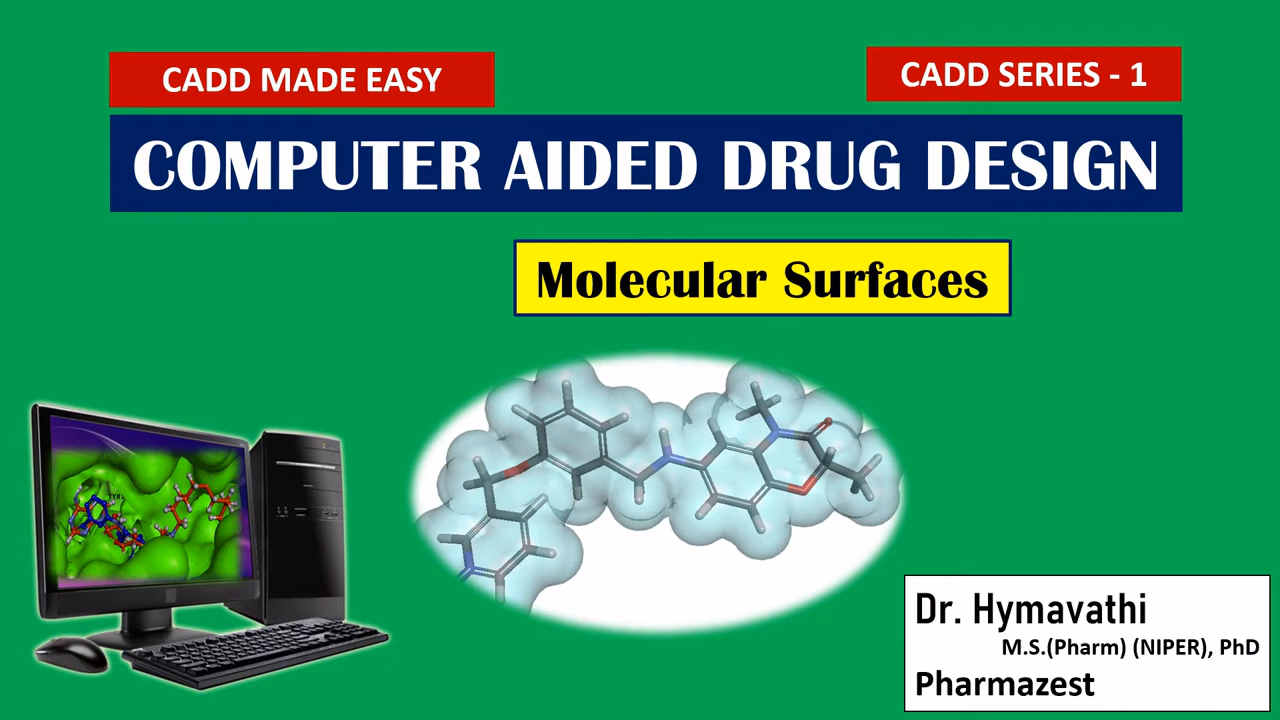 CADD MADE EASY
CADD SERIES - 1
COMPUTER AIDED DRUG DESIGN
Molecular Surfaces
Dr. Hymavathi
M.S.(Pharm) (NIPER), PhD
Pharmazest